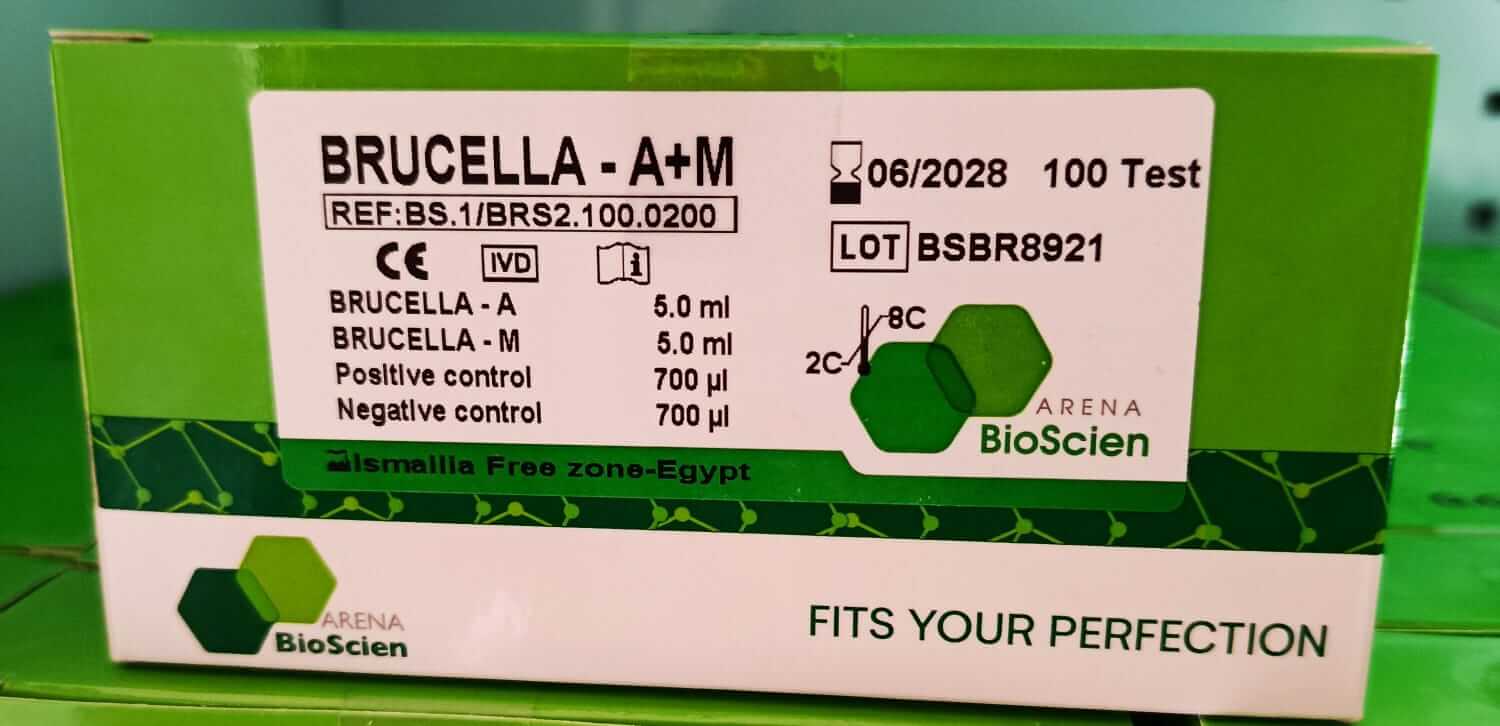 BRUCELLA - A+M
REF:BS.1/BRS2.100.0200
CE IVD i
BRUCELLA - A 5.0 ml
BRUCELLA - M 5.0 ml
Positive control 700 µl
Negative control 700 µl
Ismailia Free zone-Egypt
06/2028 100 Test
LOT BSBR8921
8C
2C
ARENA
BioScien
ARENA
BioScien
FITS YOUR PERFECTION